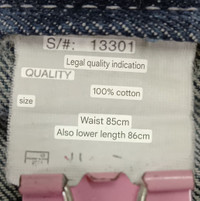 S/#: 13301
Legal quality indication
QUALITY
100% cotton
size
Waist 85cm
Also lower length 86cm